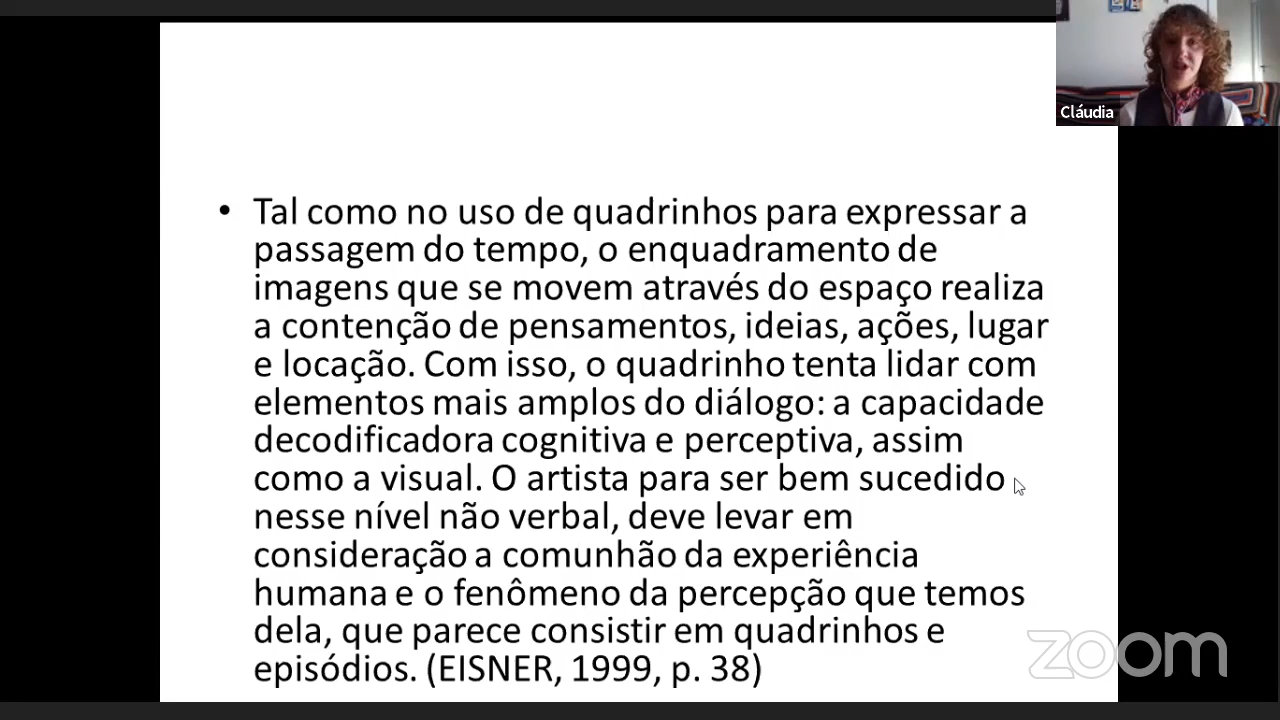 Cláudia
• Tal como no uso de quadrinhos para expressar a
passagem do tempo, o enquadramento de
imagens que se movem através do espaço realiza
a contenção de pensamentos, ideias, ações, lugar
e locação. Com isso, o quadrinho tenta lidar com
elementos mais amplos do diálogo: a capacidade
decodificadora cognitiva e perceptiva, assim
como a visual. O artista para ser bem sucedido
nesse nível não verbal, deve levar em
consideração a comunhão da experiência
humana e o fenômeno da percepção que temos
dela, que parece consistir em quadrinhos e
episódios. (EISNER, 1999, p. 38)
zoom